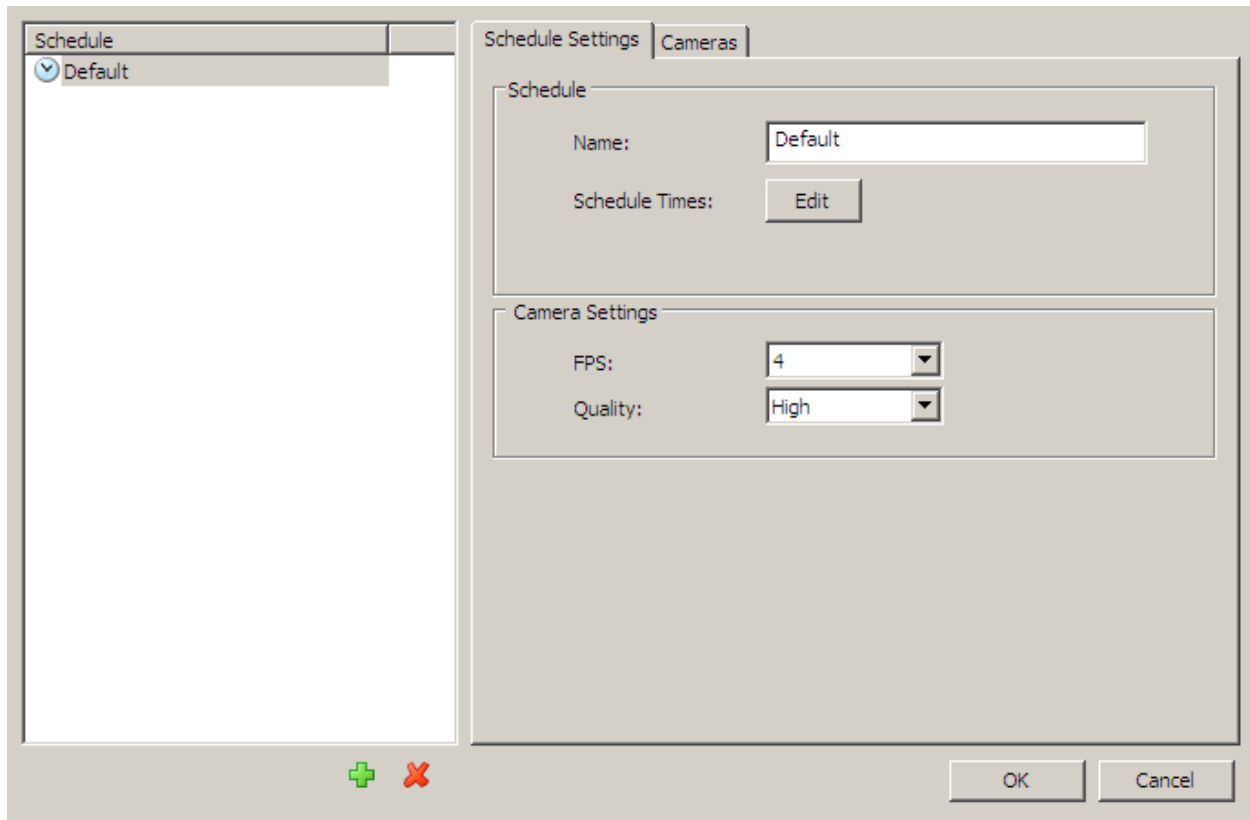 Schedule
Default
Schedule Settings
Cameras
Schedule
Name: Default
Schedule Times: Edit
Camera Settings
FPS: 4
Quality: High
OK
Cancel